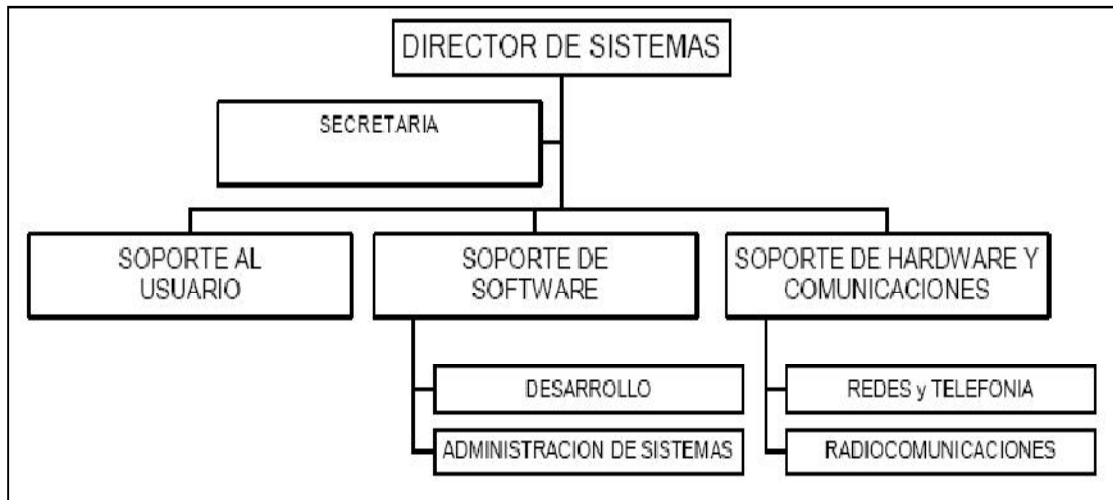 DIRECTOR DE SISTEMAS
SECRETARIA
SOPORTE AL
USUARIO
SOPORTE DE
SOFTWARE
SOPORTE DE HARDWARE Y
COMUNICACIONES
DESARROLLO
ADMINISTRACION DE SISTEMAS
REDES y TELEFONIA
RADIOCOMUNICACIONES